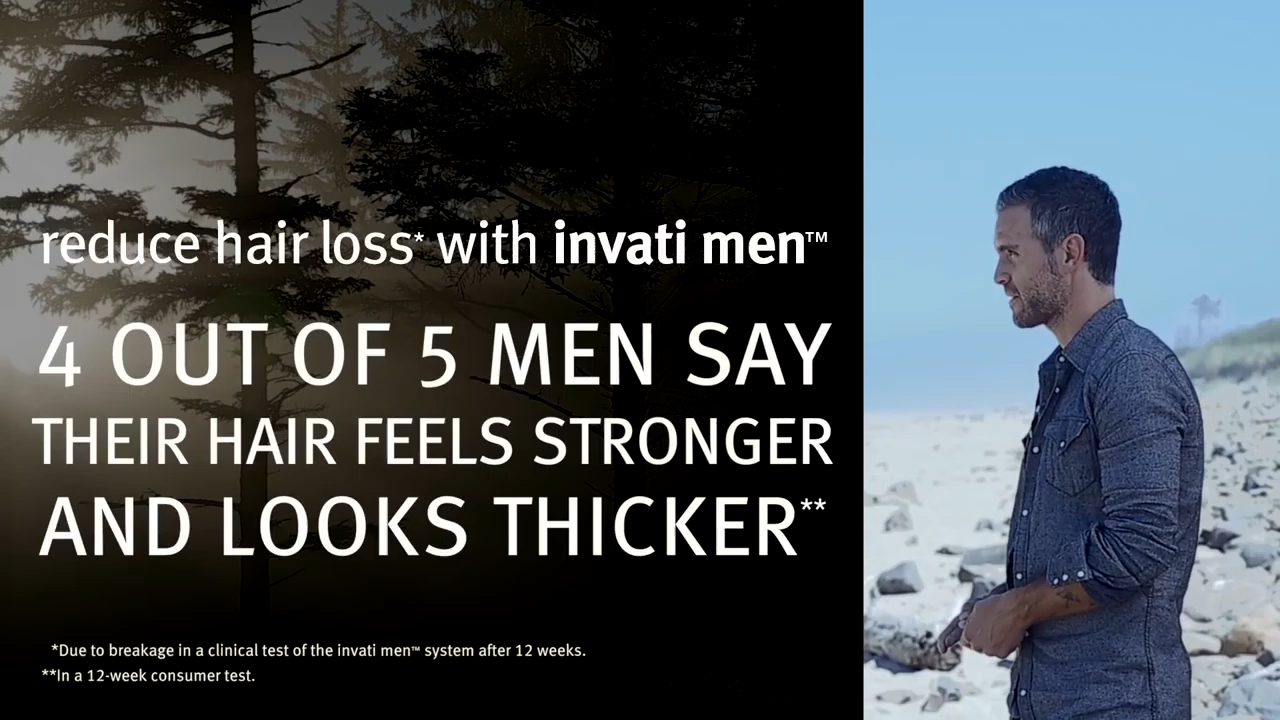 reduce hair loss* with invati men™
4 OUT OF 5 MEN SAY
THEIR HAIR FEELS STRONGER
AND LOOKS THICKER**
*Due to breakage in a clinical test of the invati men™ system after 12 weeks.
**In a 12-week consumer test.